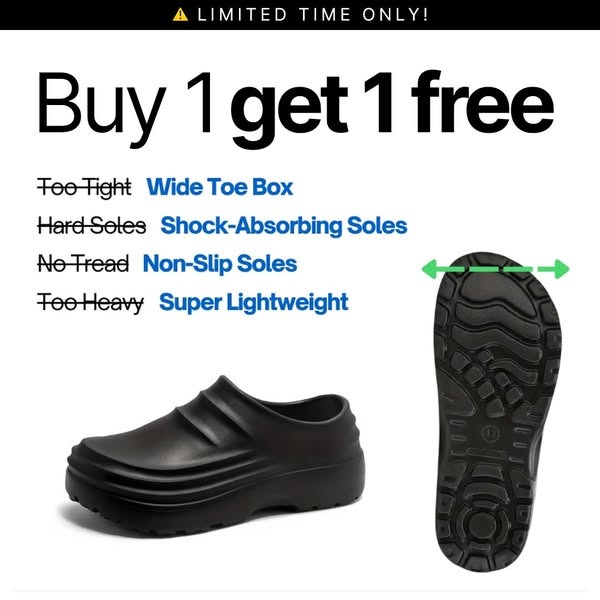 ⚠️ LIMITED TIME ONLY!
Buy 1 get 1 free
Too Tight Wide Toe Box
Hard Soles Shock-Absorbing Soles
No Tread Non-Slip Soles
Too Heavy Super Lightweight